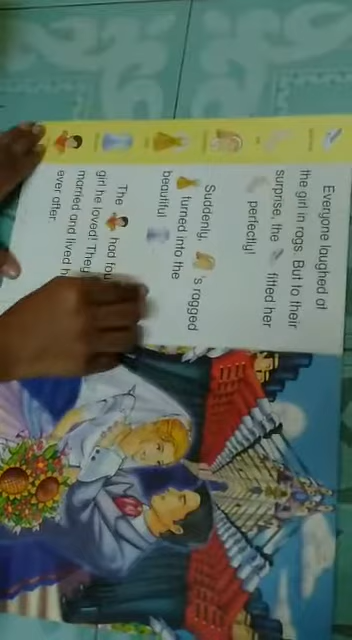 Everyone laughed at
the girl in rags. But to their
surprise, the fitted her
perfectly!
Suddenly, 's ragged
turned into the
beautiful
The had fou
girl he loved! They
married and lived h
ever after.